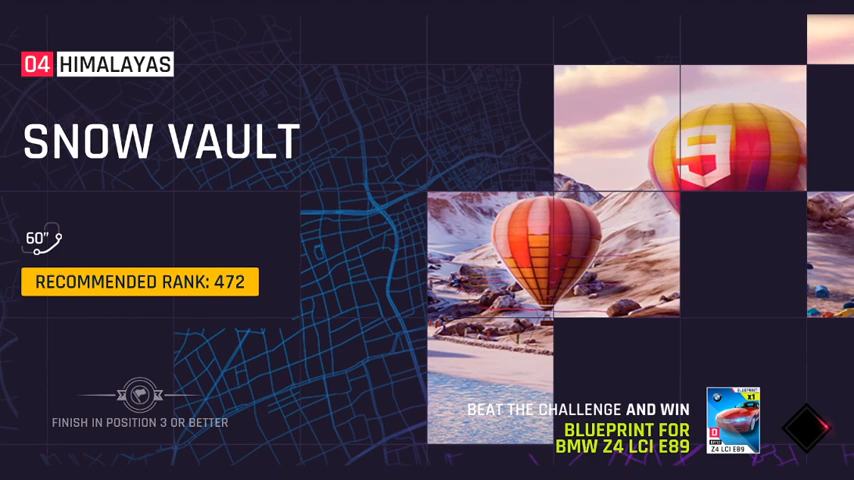 04 HIMALAYAS
SNOW VAULT
60"
RECOMMENDED RANK: 472
FINISH IN POSITION 3 OR BETTER
BEAT THE CHALLENGE AND WIN
BLUEPRINT FOR
BMW Z4 LCI E89
BLUEPRINT
x1
D
Z4 LCI E89
9